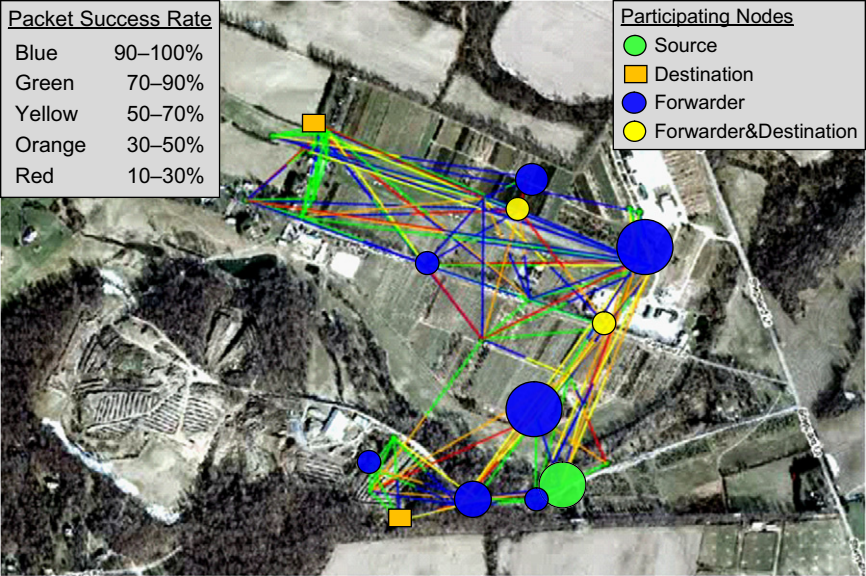 Packet Success Rate
Blue 90–100%
Green 70–90%
Yellow 50–70%
Orange 30–50%
Red 10–30%
Participating Nodes
Source
Destination
Forwarder
Forwarder&Destination